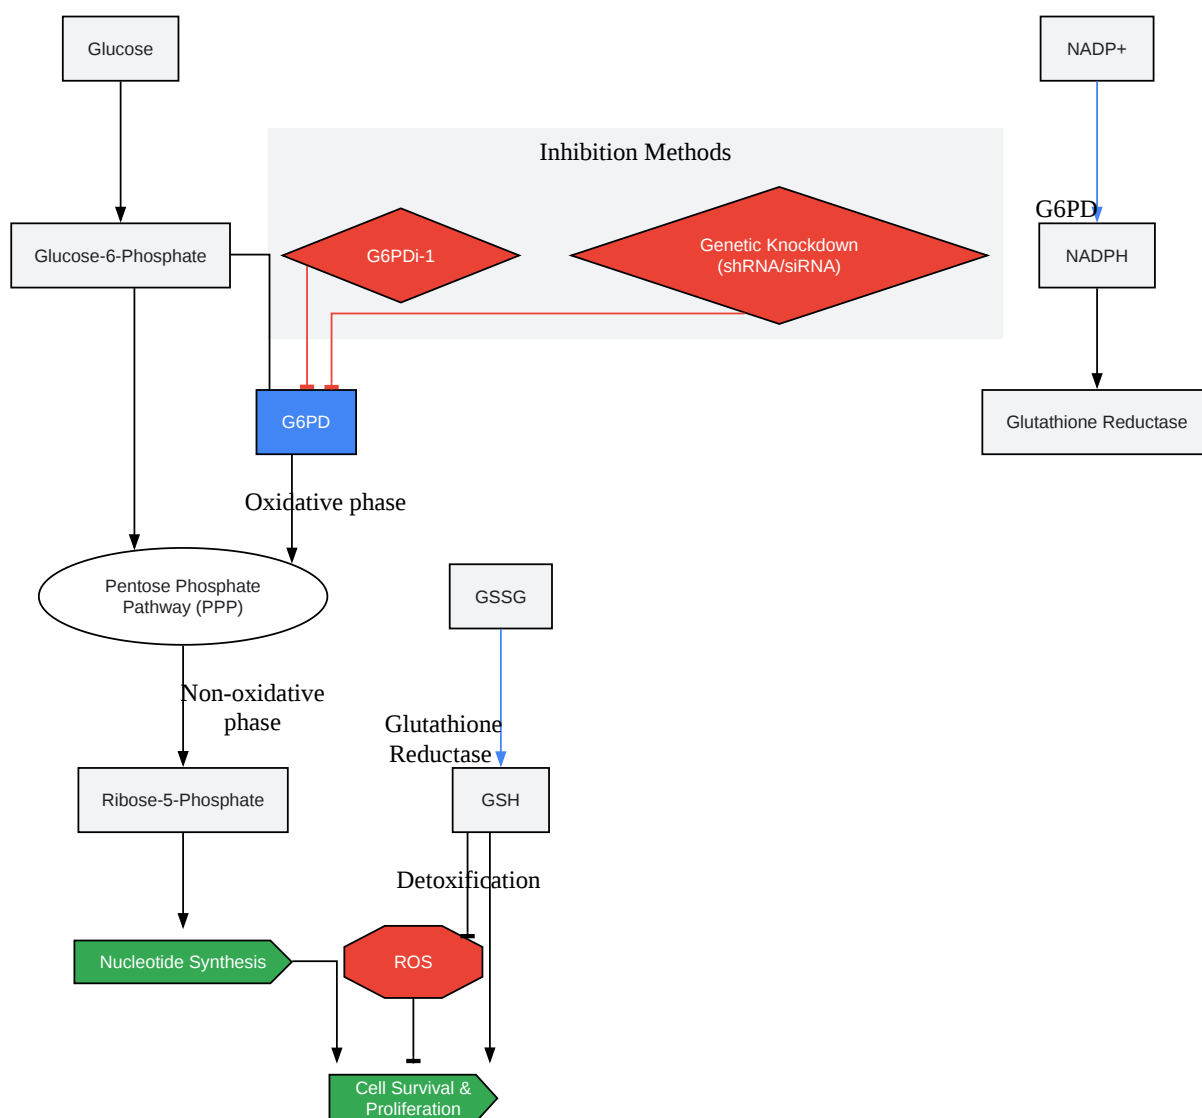 Glucose
NADP+
Inhibition Methods
G6PD
Glucose-6-Phosphate
G6PDi-1
Genetic Knockdown
(shRNA/siRNA)
NADPH
G6PD
Glutathione Reductase
Oxidative phase
Pentose Phosphate
Pathway (PPP)
GSSG
Non-oxidative
phase
Glutathione
Reductase
Ribose-5-Phosphate
GSH
Detoxification
Nucleotide Synthesis
ROS
Cell Survival &
Proliferation